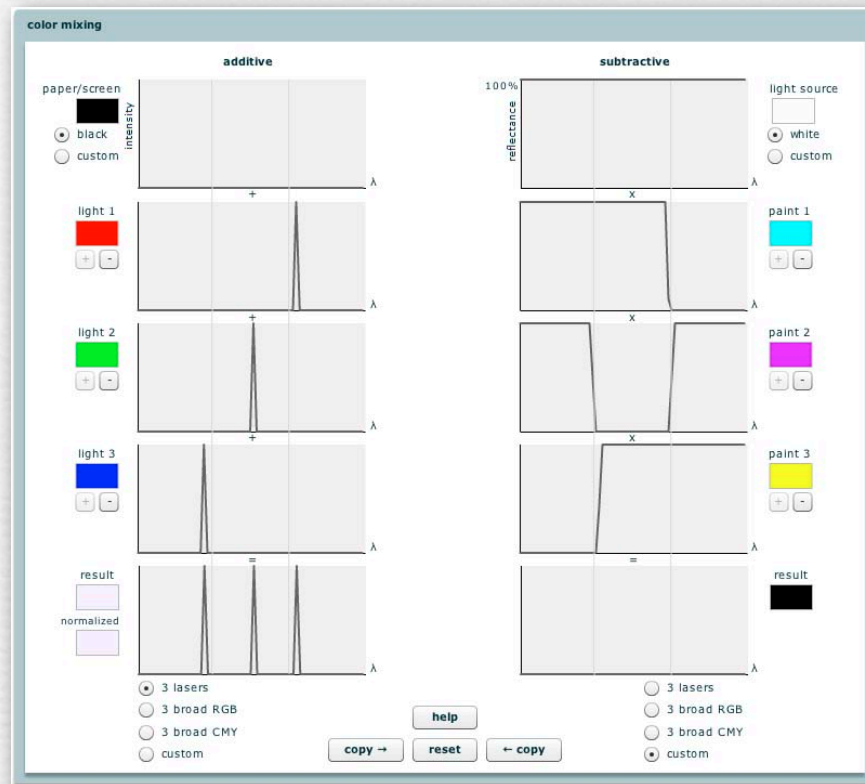 color mixing
additive
subtractive
paper/screen
black
custom
intensity
λ
+
light 1
+ -
λ
+
light 2
+ -
λ
+
light 3
+ -
λ
=
result
normalized
λ
3 lasers
3 broad RGB
3 broad CMY
custom
100%
reflectance
λ
light source
white
custom
x
paint 1
+ -
λ
x
paint 2
+ -
λ
x
paint 3
+ -
λ
=
result
λ
3 lasers
3 broad RGB
3 broad CMY
custom
help
copy → reset ← copy